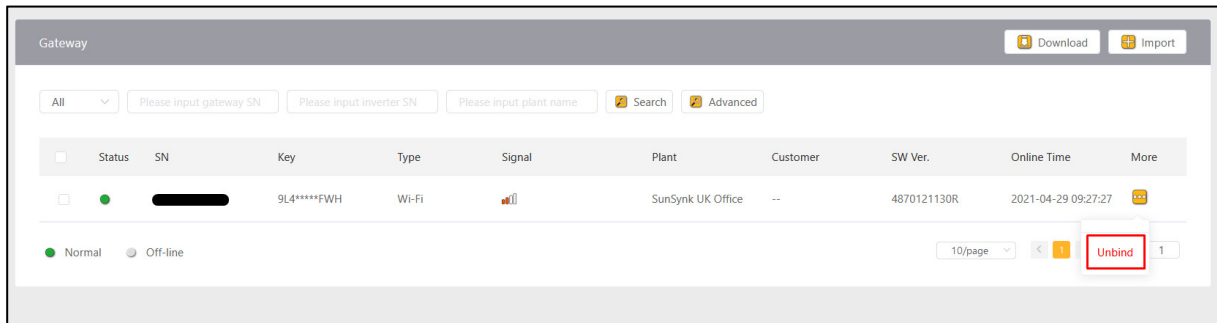 Gateway Download Import
All Please input gateway SN Please input inverter SN Please input plant name Search Advanced
Status SN Key Type Signal Plant Customer SW Ver. Online Time More
9L4*****FWH Wi-Fi SunSynk UK Office -- 4870121130R 2021-04-29 09:27:27
Normal Off-line 10/page < 1 Unbind 1